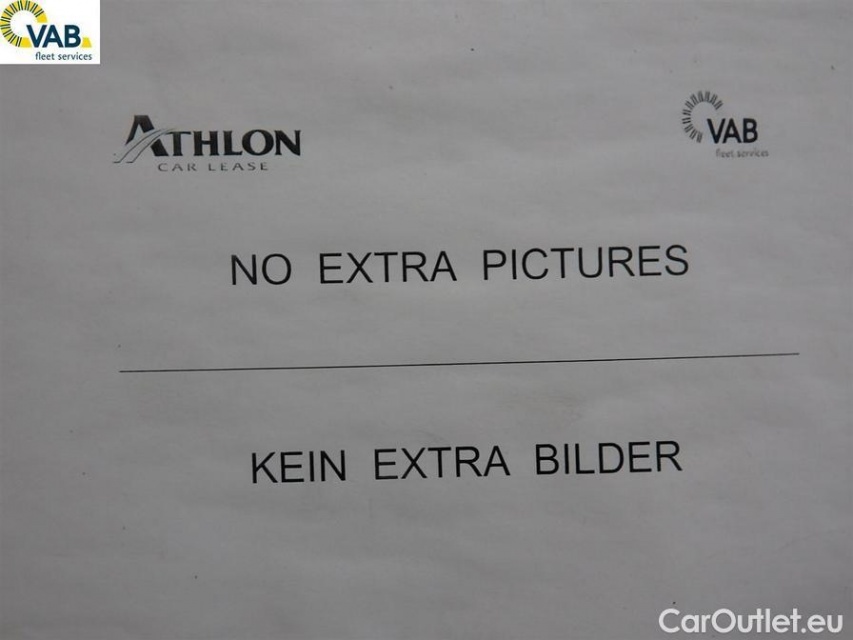 VAB
fleet services
ATHLON
CAR LEASE
VAB
fleet services
NO EXTRA PICTURES
KEIN EXTRA BILDER
CarOutlet.eu